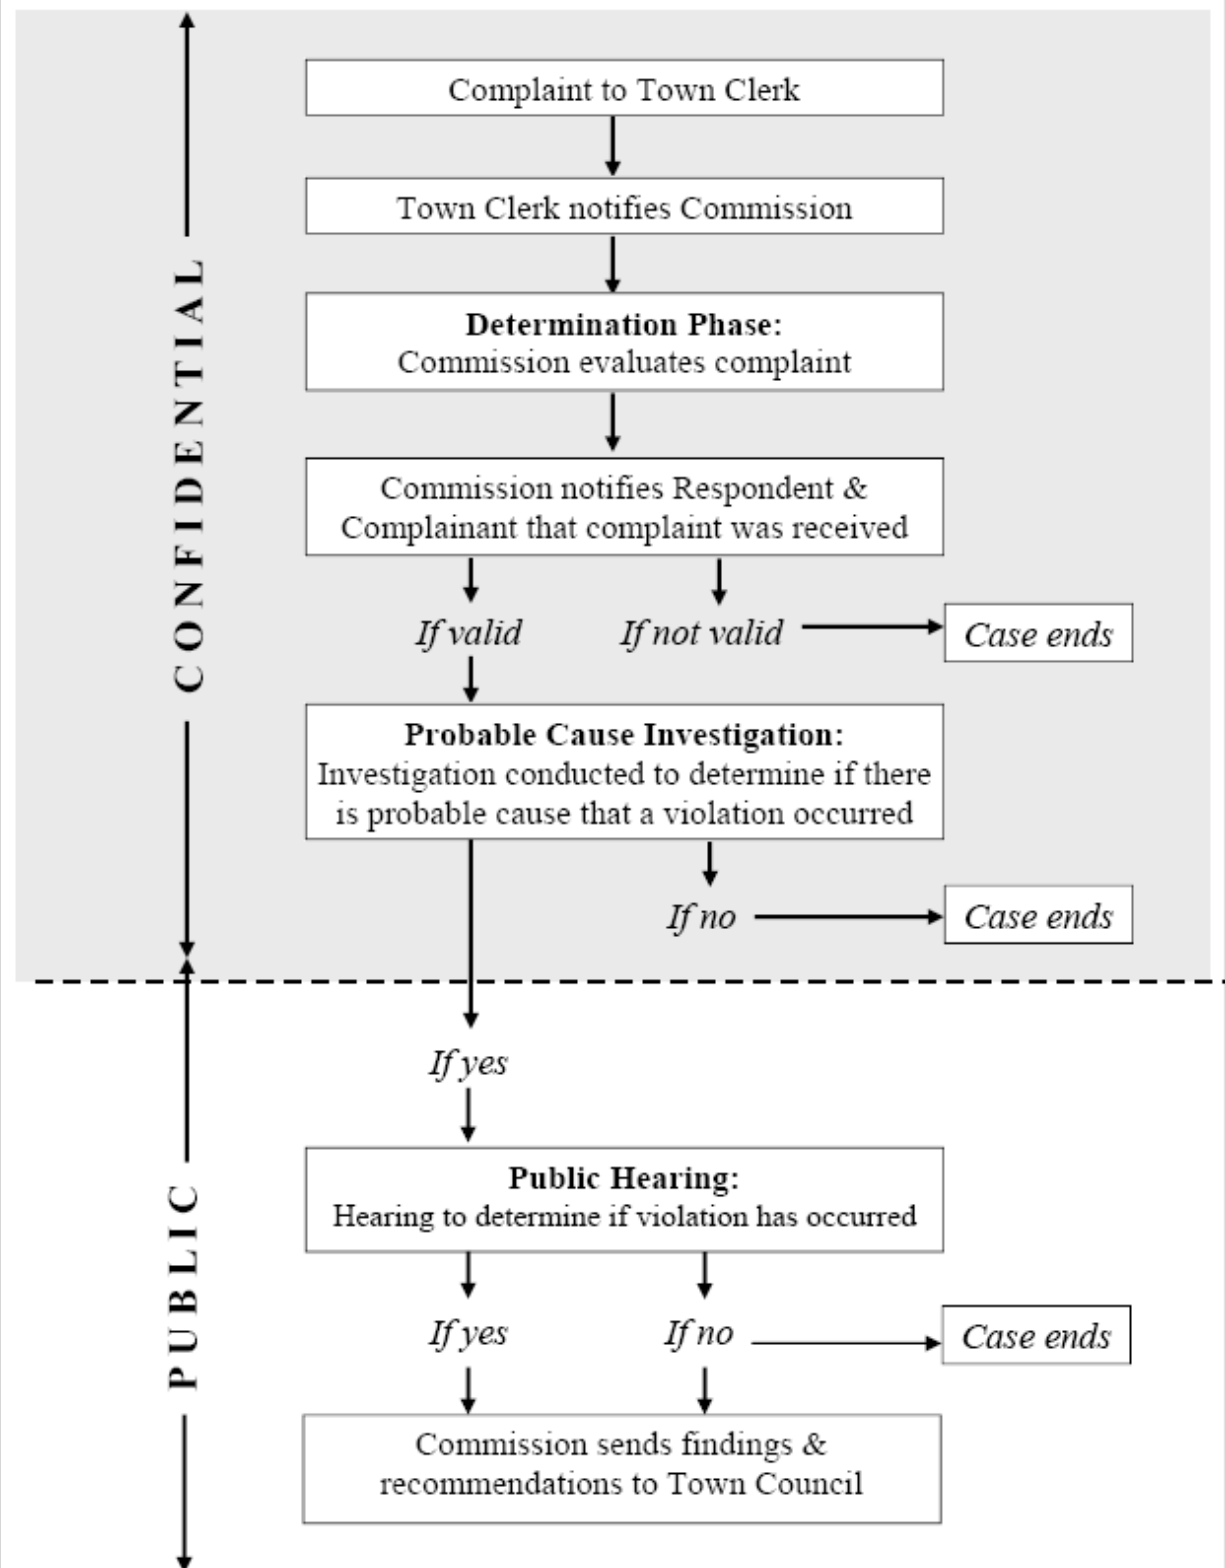 Complaint to Town Clerk
Town Clerk notifies Commission
Determination Phase:
Commission evaluates complaint
Commission notifies Respondent &
Complainant that complaint was received
If valid
If not valid
Case ends
Probable Cause Investigation:
Investigation conducted to determine if there
is probable cause that a violation occurred
If no
Case ends
CONFIDENTIAL
If yes
Public Hearing:
Hearing to determine if violation has occurred
If yes
If no
Case ends
Commission sends findings &
recommendations to Town Council
PUBLIC